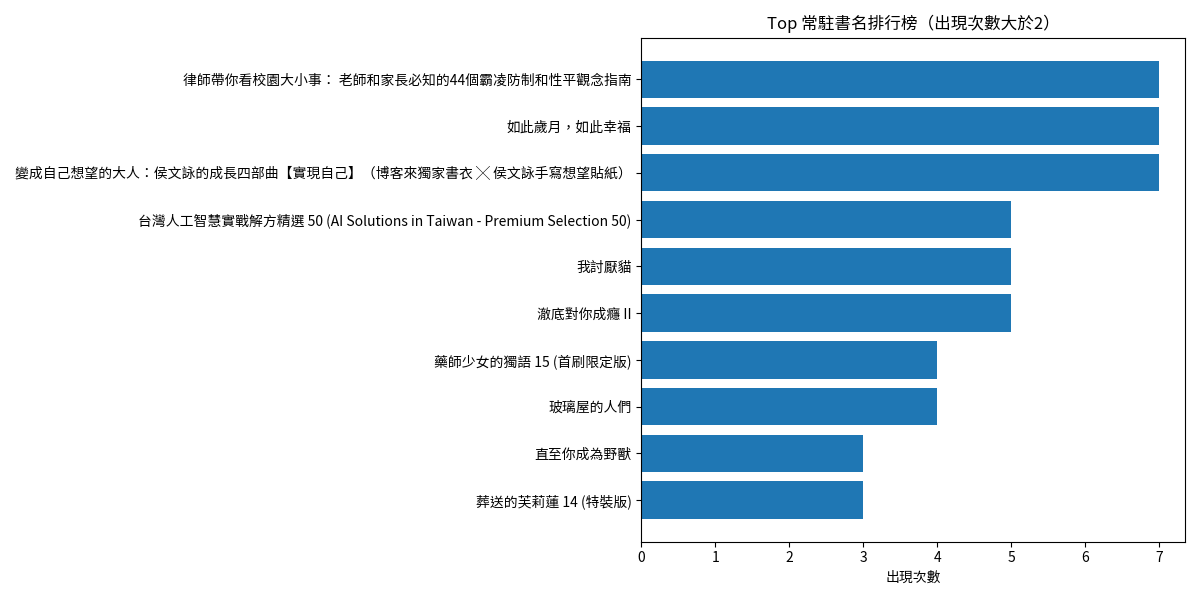 Top 常駐書名排行榜（出現次數大於2）
律師帶你看校園大小事： 老師和家長必知的44個霸凌防制和性平觀念指南
如此歲月，如此幸福
變成自己想望的大人：侯文詠的成長四部曲【實現自己】（博客來獨家書衣 ╳ 侯文詠手寫想望貼紙）
台灣人工智慧實戰解方精選 50 (AI Solutions in Taiwan - Premium Selection 50)
我討厭貓
澈底對你成癮 II
藥師少女的獨語 15 (首刷限定版)
玻璃屋的人們
直至你成為野獸
葬送的芙莉蓮 14 (特裝版)
0 1 2 3 4 5 6 7
出現次數